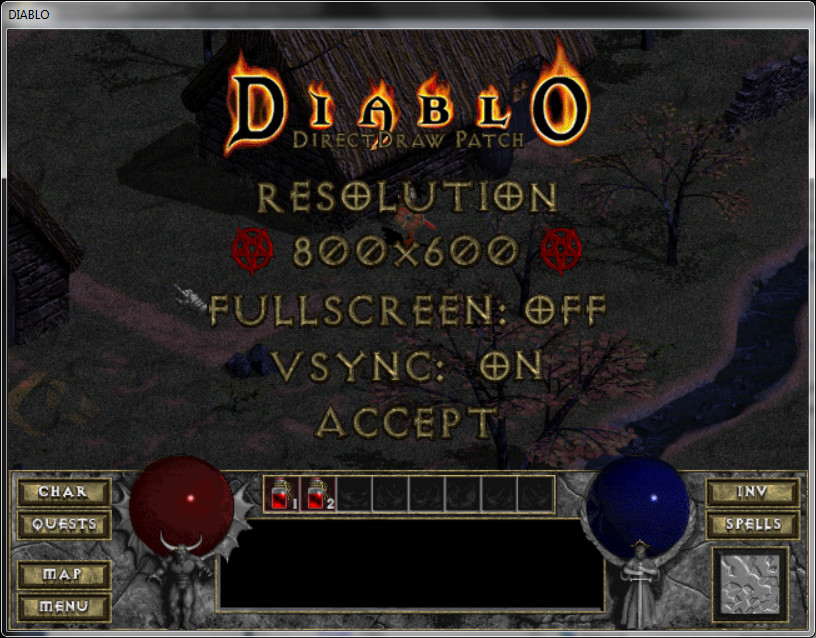 DIABLO
DIABLO
DIRECTDRAW PATCH
RESOLUTION
800X600
FULLSCREEN: OFF
VSYNC: ON
ACCEPT
CHAR
QUESTS
MAP
MENU
1 2
INV
SPELLS